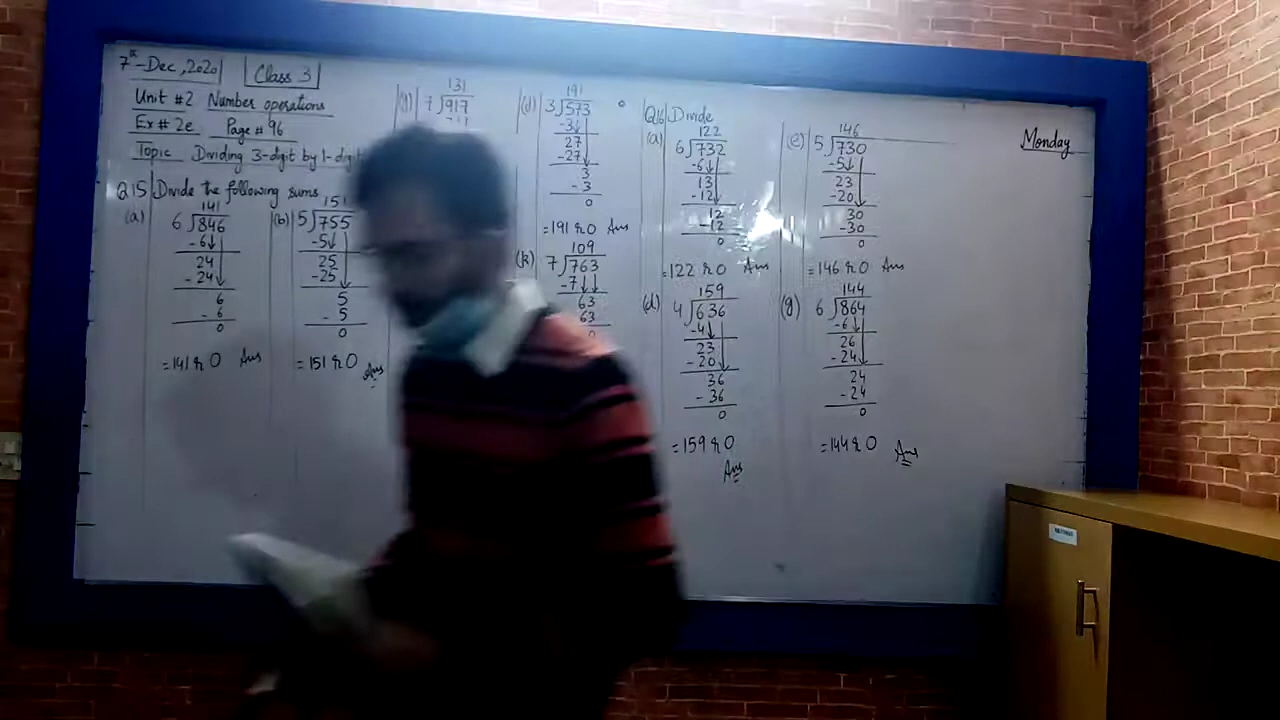 7th-Dec,2020 Class 3
Unit #2 Number operations
Ex# 2e Page # 96
Topic Dividing 3-digit by 1-digit
Monday
Q15 Divide the following sums
(a)
141
6 846
-6
24
-24
6
-6
0
=141 r 0 Ans
(b)
151
5 755
-5
25
-25
5
-5
0
=151 r 0 Ans
131
7 917
(d)
191
3 573
-3
27
-27
3
-3
0
=191 r 0 Ans
(k)
109
7 763
-7
63
63
0
Q16 Divide
(a)
122
6 732
-6
13
-12
12
-12
0
=122 r 0 Ans
(d)
159
4 636
-4
23
-20
36
-36
0
=159 r 0
Ans
(e)
146
5 730
-5
23
-20
30
-30
0
=146 r 0 Ans
(g)
144
6 864
-6
26
-24
24
-24
0
=144 r 0 Ans